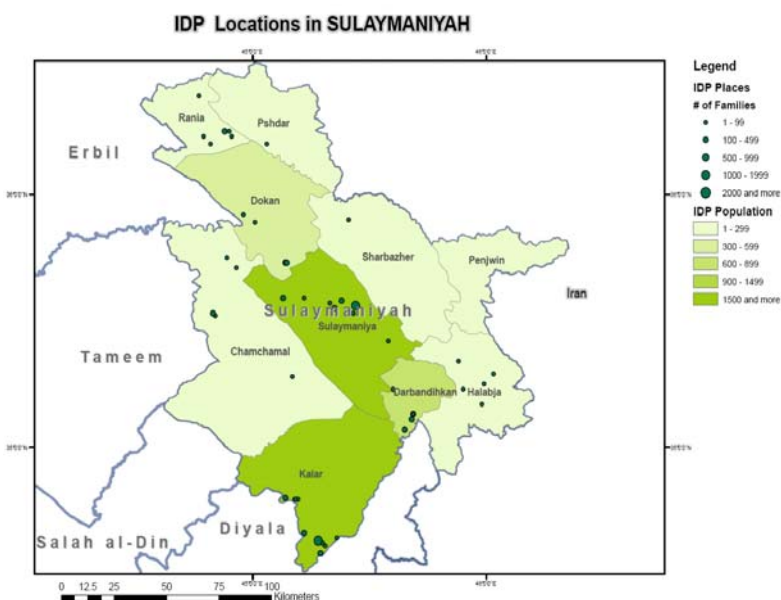 IDP Locations in SULAYMANIYAH
Legend
IDP Places
# of Families
1 - 99
100 - 499
500 - 999
1000 - 1999
2000 and more
IDP Population
1 - 299
300 - 599
600 - 899
900 - 1499
1500 and more
Rania
Pshdar
Erbil
Dokan
Sharbazher
Penjwin
Iran
Sulaymaniyah
Sulaymaniya
Tameem
Chamchamal
Darbandihkan
Halabja
Kalar
Diyala
Salah al-Din
0 12.5 25 50 75 100
Kilometers